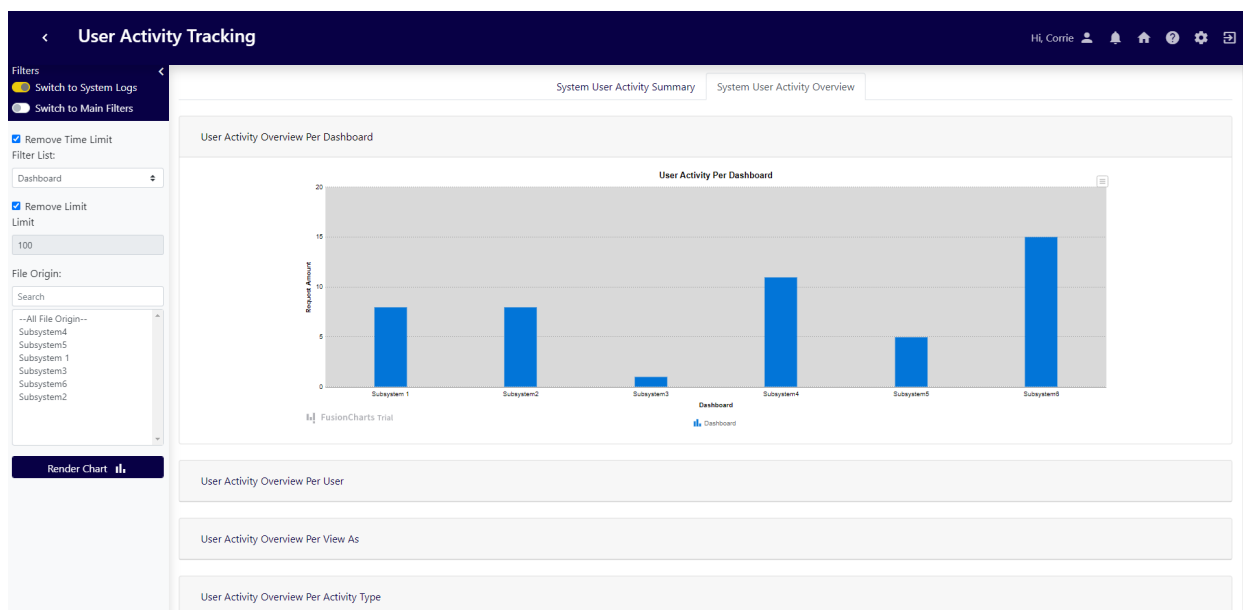 User Activity Tracking
Hi, Corrie
Filters
Switch to System Logs
Switch to Main Filters
Remove Time Limit
Filter List:
Dashboard
Remove Limit
Limit
100
File Origin:
Search
--All File Origin--
Subsystem4
Subsystem5
Subsystem 1
Subsystem3
Subsystem6
Subsystem2
Render Chart
System User Activity Summary
System User Activity Overview
User Activity Overview Per Dashboard
User Activity Per Dashboard
20
15
10
5
0
Request Amount
Subsystem 1
Subsystem2
Subsystem3
Subsystem4
Subsystem5
Subsystem6
Dashboard
Dashboard
FusionCharts Trial
User Activity Overview Per User
User Activity Overview Per View As
User Activity Overview Per Activity Type